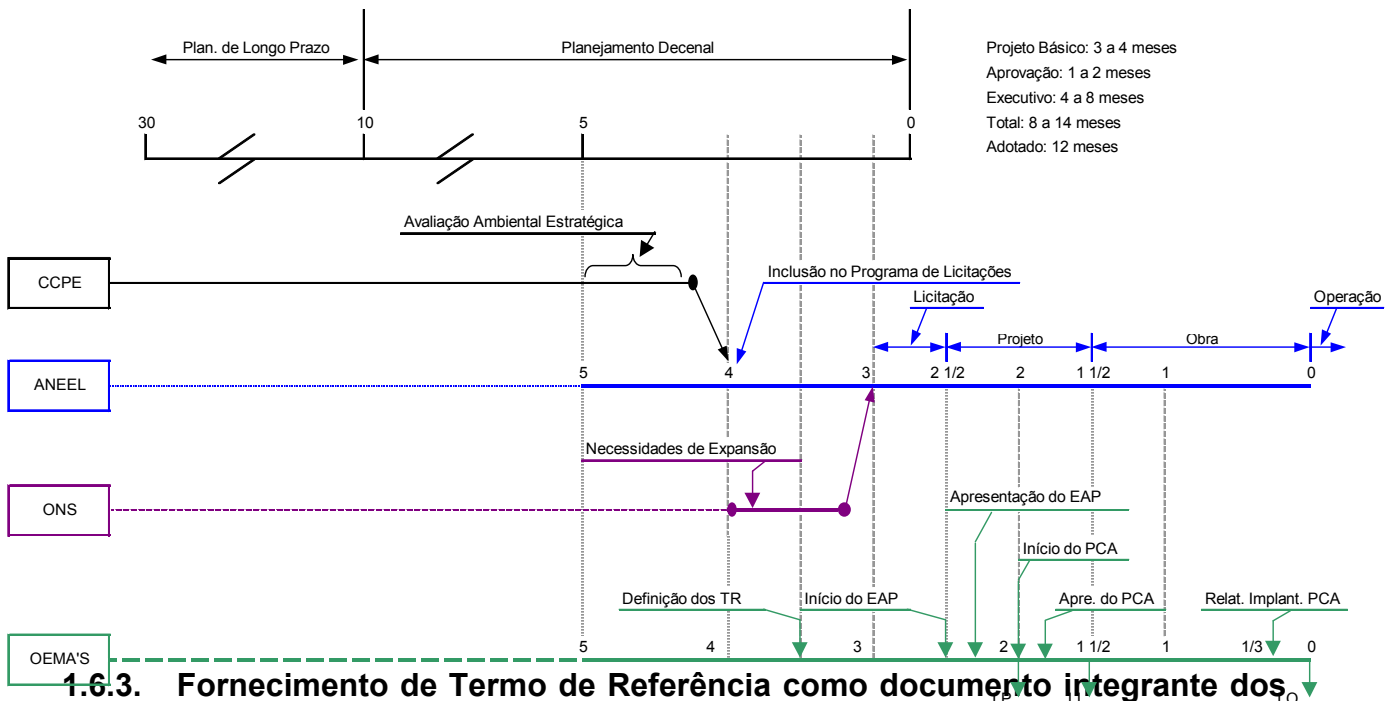 Plan. de Longo Prazo
Planejamento Decenal
Projeto Básico: 3 a 4 meses
Aprovação: 1 a 2 meses
Executivo: 4 a 8 meses
Total: 8 a 14 meses
Adotado: 12 meses
30 10 5 0
Avaliação Ambiental Estratégica
CCPE
Inclusão no Programa de Licitações
Licitação
Operação
Projeto
Obra
ANEEL
5 4 3 2 1/2 2 1 1/2 1 0
Necessidades de Expansão
ONS
Apresentação do EAP
Início do PCA
Definição dos TR
Início do EAP
Apre. do PCA
Relat. Implant. PCA
OEMA'S
5 4 3 2 1 1/2 1 1/3 0
1.6.3. Fornecimento de Termo de Referência como documento integrante dos